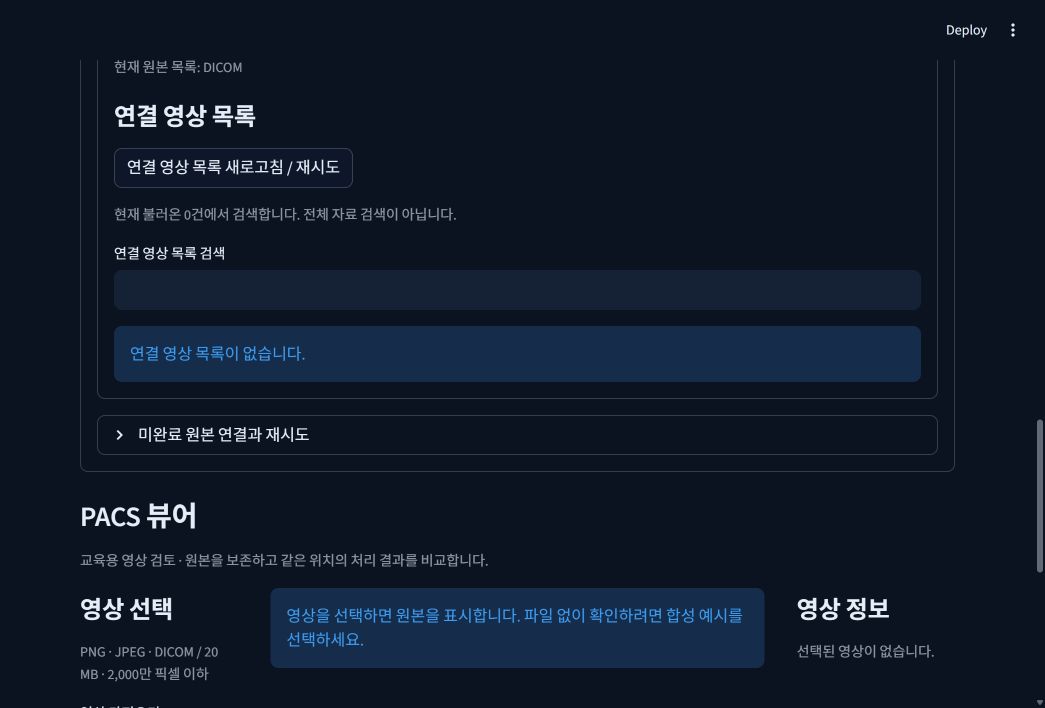 Deploy
현재 원본 목록: DICOM
연결 영상 목록
연결 영상 목록 새로고침 / 재시도
현재 불러온 0건에서 검색합니다. 전체 자료 검색이 아닙니다.
연결 영상 목록 검색
연결 영상 목록이 없습니다.
미완료 원본 연결과 재시도
PACS 뷰어
교육용 영상 검토 · 원본을 보존하고 같은 위치의 처리 결과를 비교합니다.
영상 선택
PNG · JPEG · DICOM / 20
MB · 2,000만 픽셀 이하
영상을 선택하면 원본을 표시합니다. 파일 없이 확인하려면 합성 예시를
선택하세요.
영상 정보
선택된 영상이 없습니다.